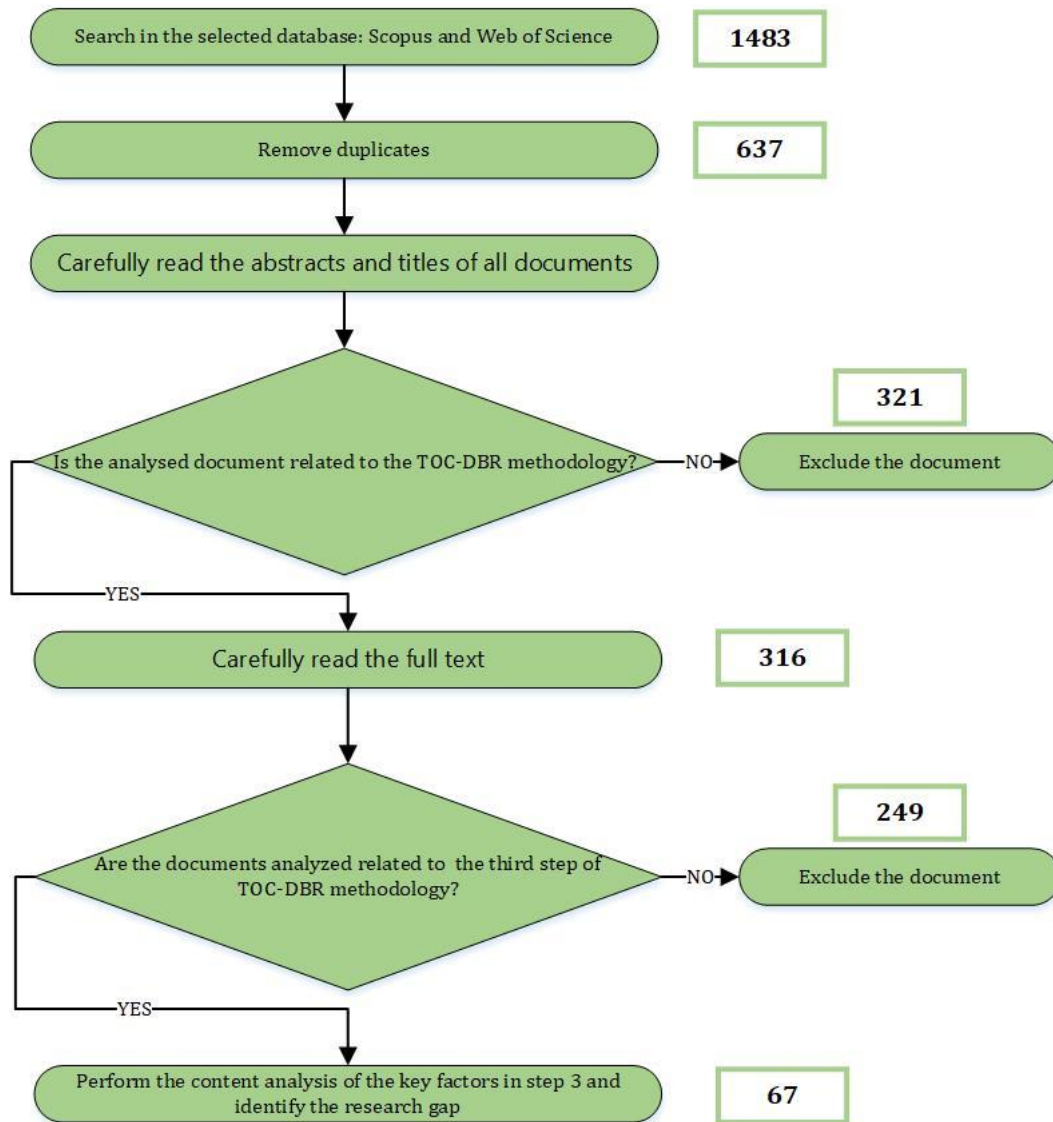 Search in the selected database: Scopus and Web of Science
1483
Remove duplicates
637
Carefully read the abstracts and titles of all documents
321
Is the analysed document related to the TOC-DBR methodology?
NO
Exclude the document
YES
Carefully read the full text
316
249
Are the documents analyzed related to the third step of
TOC-DBR methodology?
NO
Exclude the document
YES
Perform the content analysis of the key factors in step 3 and
identify the research gap
67